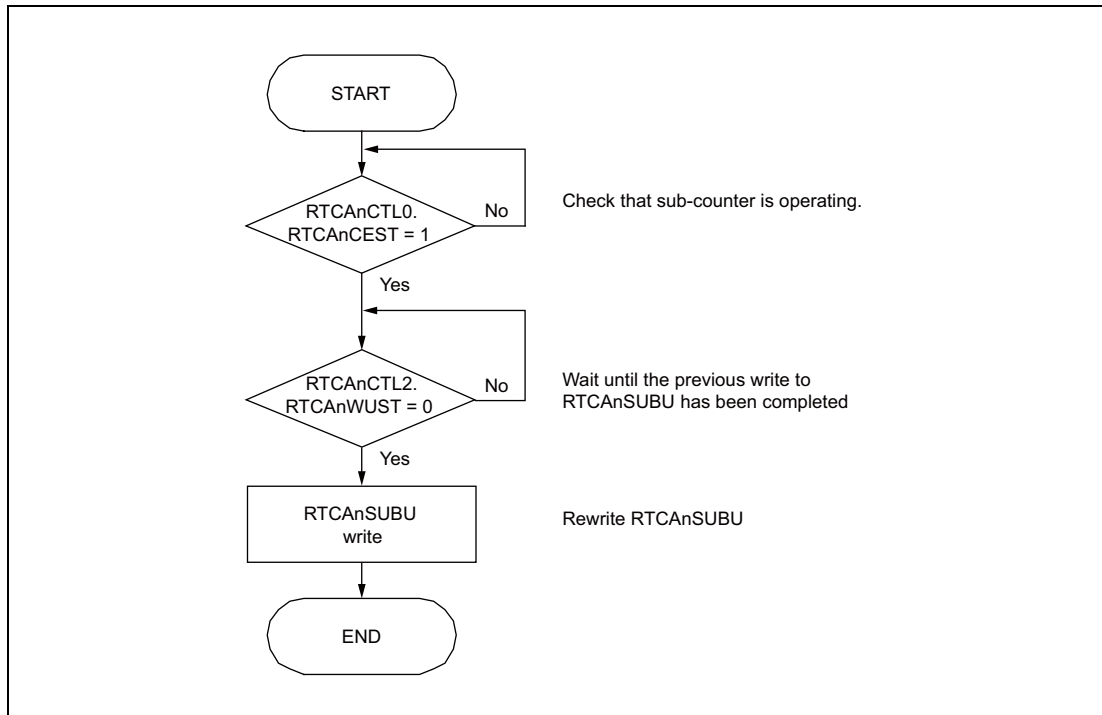 START
RTCAnCTL0.
RTCAnCEST = 1
No
Check that sub-counter is operating.
Yes
RTCAnCTL2.
RTCAnWUST = 0
No
Wait until the previous write to
RTCAnSUBU has been completed
Yes
RTCAnSUBU
write
Rewrite RTCAnSUBU
END